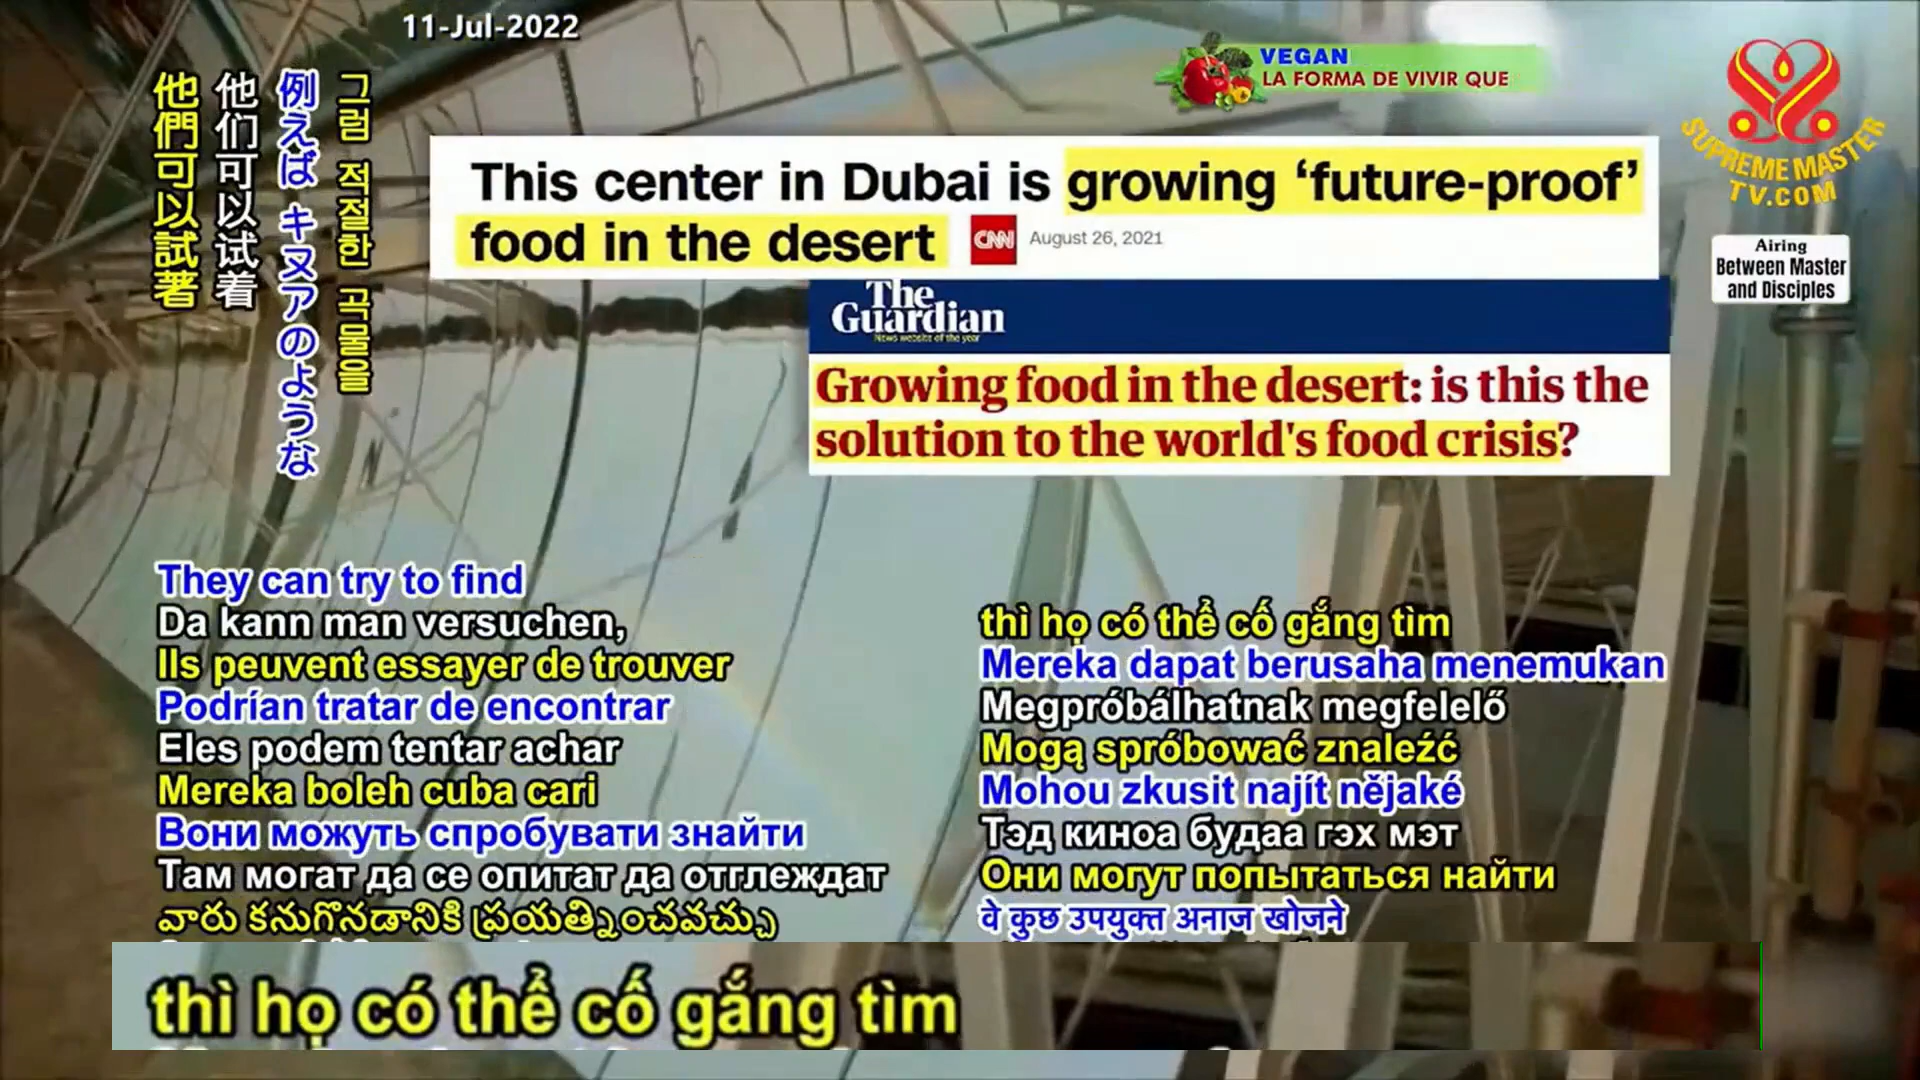 11-Jul-2022
VEGAN
LA FORMA DE VIVIR QUE
SUPREME MASTER
TV.COM
Airing
Between Master
and Disciples
그럼 적절한 곡물을
例えば キヌアのような
他们可以试着
他們可以試著
This center in Dubai is growing ‘future-proof’
food in the desert CNN August 26, 2021
The
Guardian
News website of the year
Growing food in the desert: is this the
solution to the world's food crisis?
They can try to find
Da kann man versuchen,
Ils peuvent essayer de trouver
Podrían tratar de encontrar
Eles podem tentar achar
Mereka boleh cuba cari
Вони можуть спробувати знайти
Там могат да се опитат да отглеждат
వారు కనుగొనడానికి ప్రయత్నించవచ్చు
thì họ có thể cố gắng tìm
Mereka dapat berusaha menemukan
Megpróbálhatnak megfelelő
Mogą spróbować znaleźć
Mohou zkusit najít nějaké
Тэд киноа будаа гэх мэт
Они могут попытаться найти
वे कुछ उपयुक्त अनाज खोजने
thì họ có thể cố gắng tìm